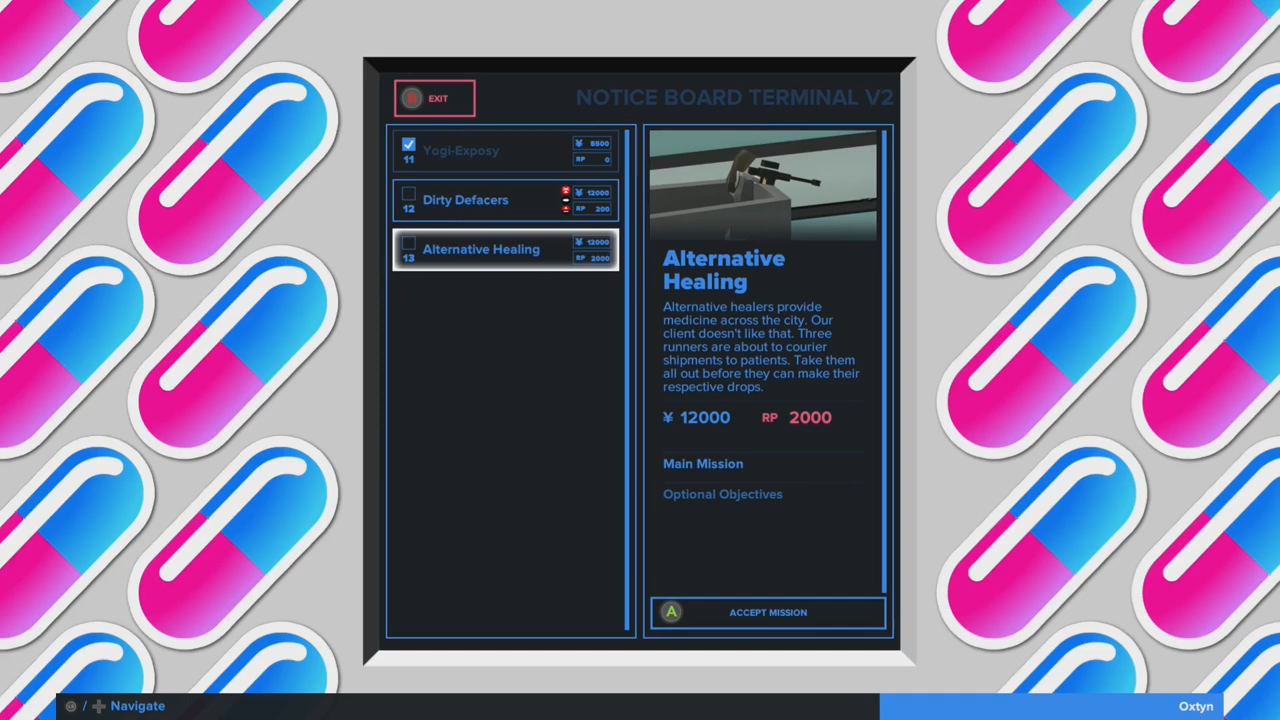 B EXIT
NOTICE BOARD TERMINAL V2
11 Yogi-Exposy ¥ 5500
RP 0
12 Dirty Defacers ¥ 12000
RP 200
13 Alternative Healing ¥ 12000
RP 2000
Alternative
Healing
Alternative healers provide
medicine across the city. Our
client doesn't like that. Three
runners are about to courier
shipments to patients. Take them
all out before they can make their
respective drops.
¥ 12000 RP 2000
Main Mission
Optional Objectives
A ACCEPT MISSION
/ Navigate
Oxtyn